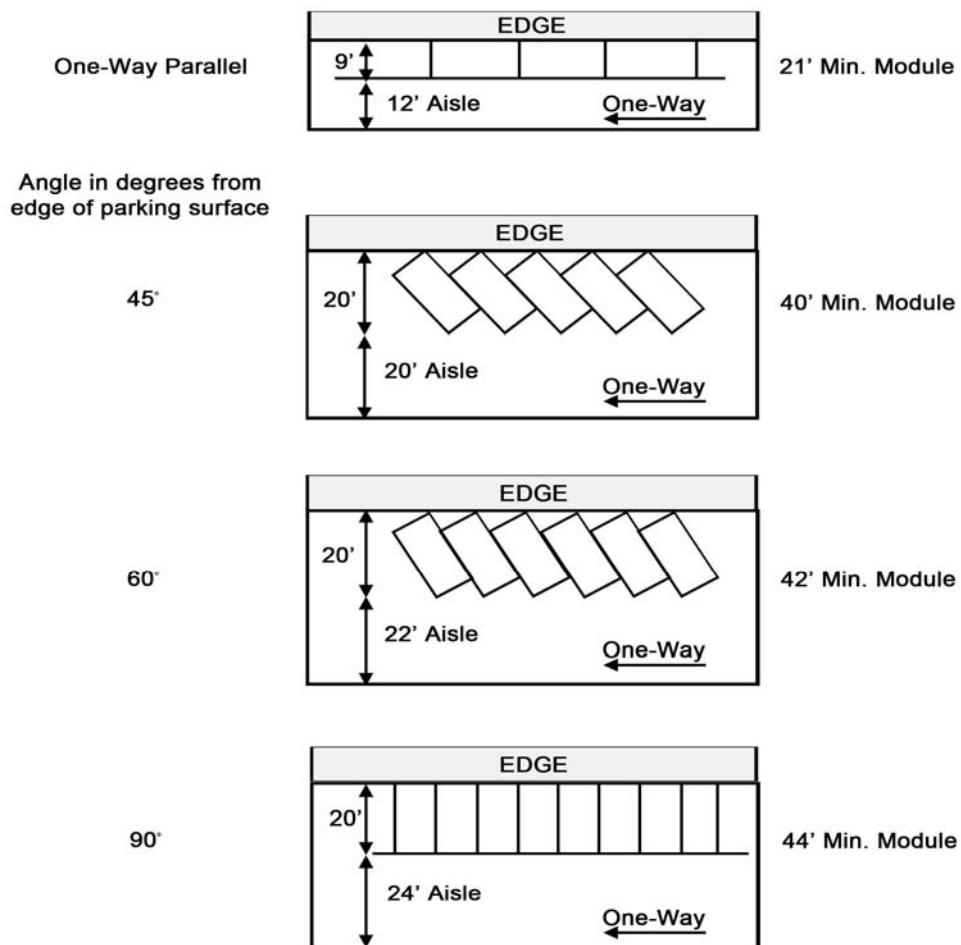 EDGE
One-Way Parallel
9’
21’ Min. Module
12’ Aisle
One-Way
Angle in degrees from
edge of parking surface
EDGE
45°
20’
40’ Min. Module
20’ Aisle
One-Way
EDGE
60°
20’
42’ Min. Module
22’ Aisle
One-Way
EDGE
90°
20’
44’ Min. Module
24’ Aisle
One-Way